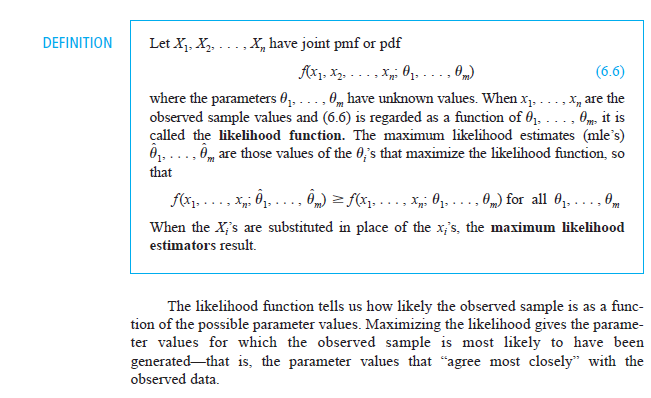 DEFINITION
Let X₁, X₂, . . . , Xₙ have joint pmf or pdf
f(x₁, x₂, . . . , xₙ; θ₁, . . . , θₘ) (6.6)
where the parameters θ₁, . . . , θₘ have unknown values. When x₁, . . . , xₙ are the
observed sample values and (6.6) is regarded as a function of θ₁, . . . , θₘ, it is
called the likelihood function. The maximum likelihood estimates (mle’s)
θ̂₁, . . . , θ̂ₘ are those values of the θᵢ’s that maximize the likelihood function, so
that
f(x₁, . . . , xₙ; θ̂₁, . . . , θ̂ₘ) ≥ f(x₁, . . . , xₙ; θ₁, . . . , θₘ) for all θ₁, . . . , θₘ
When the Xᵢ’s are substituted in place of the xᵢ’s, the maximum likelihood
estimators result.
The likelihood function tells us how likely the observed sample is as a func-
tion of the possible parameter values. Maximizing the likelihood gives the parame-
ter values for which the observed sample is most likely to have been
generated—that is, the parameter values that “agree most closely” with the
observed data.